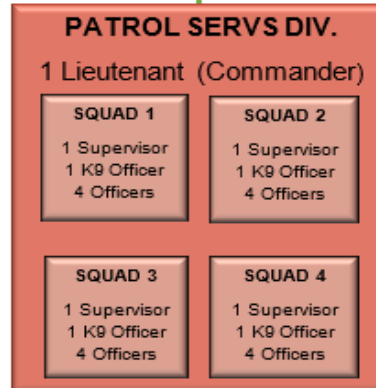 PATROL SERVS DIV.
1 Lieutenant (Commander)
SQUAD 1
1 Supervisor
1 K9 Officer
4 Officers
SQUAD 2
1 Supervisor
1 K9 Officer
4 Officers
SQUAD 3
1 Supervisor
1 K9 Officer
4 Officers
SQUAD 4
1 Supervisor
1 K9 Officer
4 Officers